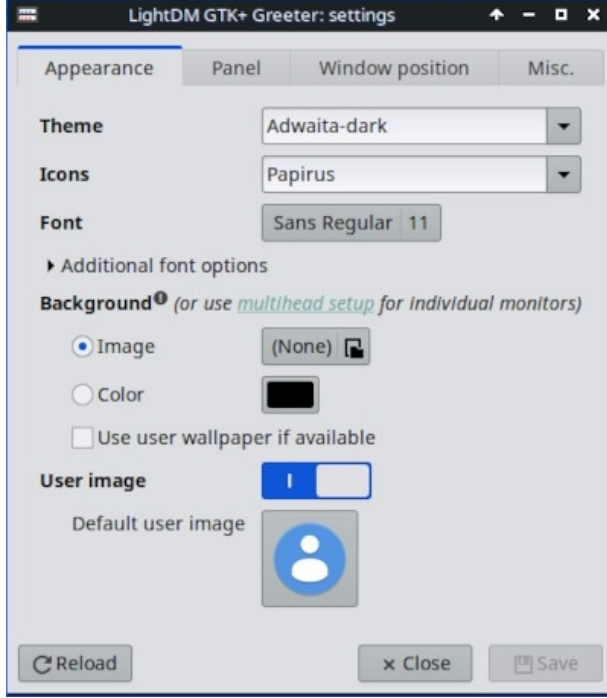 LightDM GTK+ Greeter: settings
Appearance Panel Window position Misc.
Theme Adwaita-dark
Icons Papirus
Font Sans Regular 11
Additional font options
Background (or use multihead setup for individual monitors)
Image (None)
Color
Use user wallpaper if available
User image
Default user image
Reload Close Save